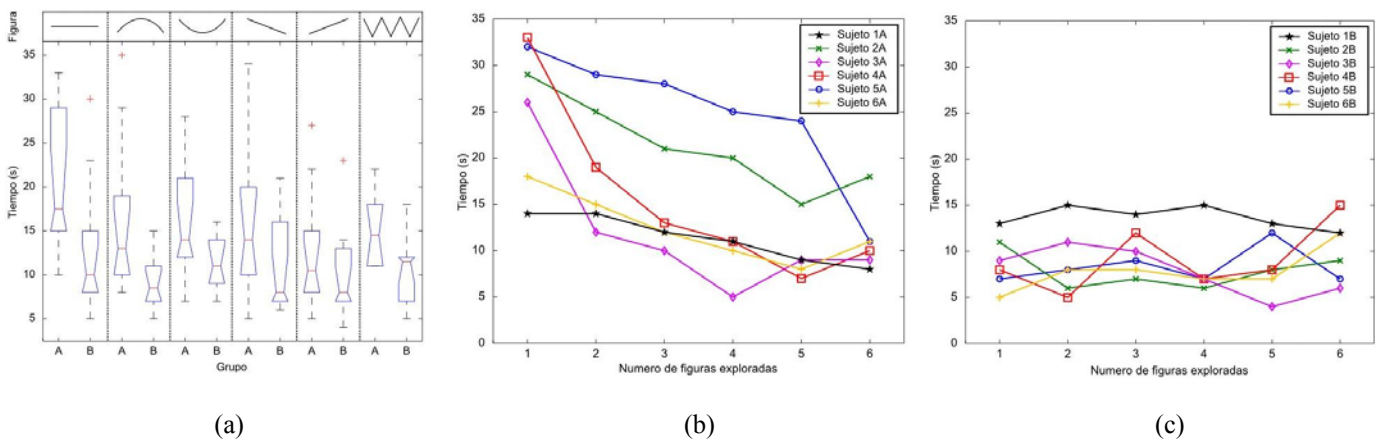 Figura
Tiempo (s)
35
30
25
20
15
10
5
A B A B A B A B A B A B
Grupo
(a)
Tiempo (s)
35
30
25
20
15
10
5
0
1 2 3 4 5 6
Numero de figuras exploradas
Sujeto 1A
Sujeto 2A
Sujeto 3A
Sujeto 4A
Sujeto 5A
Sujeto 6A
(b)
Tiempo (s)
35
30
25
20
15
10
5
0
1 2 3 4 5 6
Numero de figuras exploradas
Sujeto 1B
Sujeto 2B
Sujeto 3B
Sujeto 4B
Sujeto 5B
Sujeto 6B
(c)